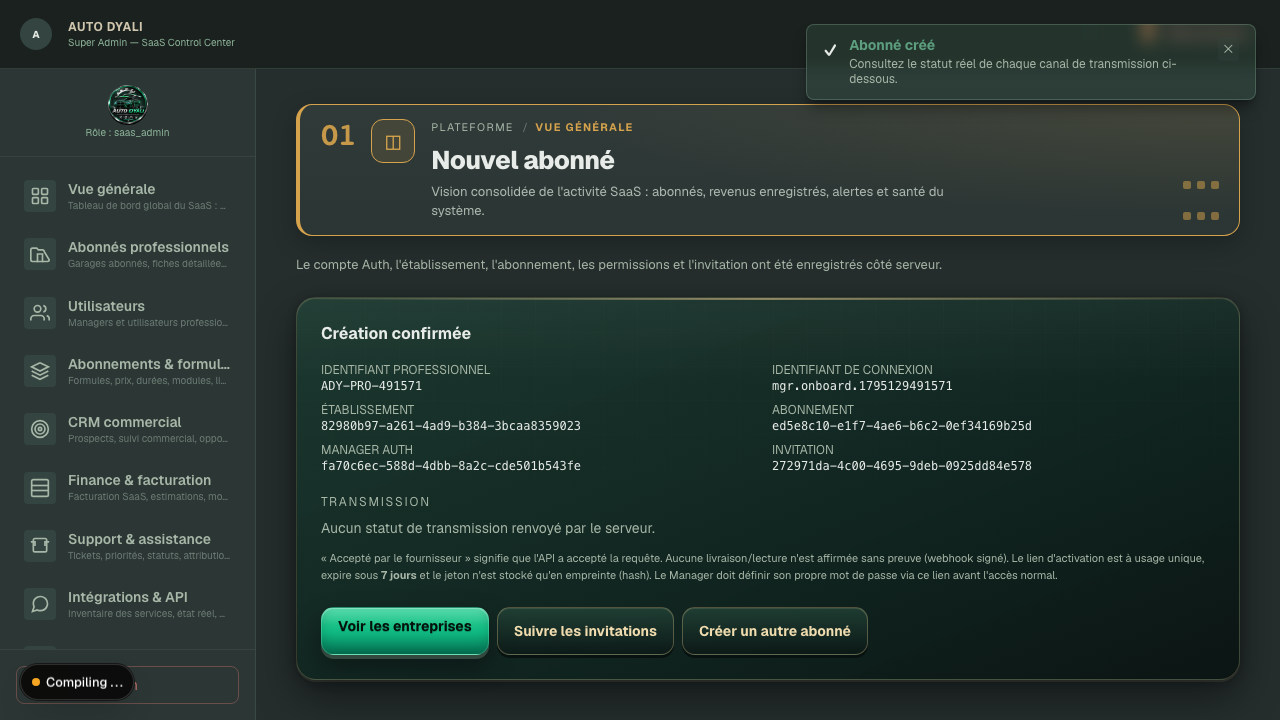 A
AUTO DYALI
Super Admin — SaaS Control Center
Abonné créé
Consultez le statut réel de chaque canal de transmission ci-
dessous.
AUTO DYALI
Rôle : saas_admin
Vue générale
Tableau de bord global du SaaS : ...
Abonnés professionnels
Garages abonnés, fiches détaillée...
Utilisateurs
Managers et utilisateurs professio...
Abonnements & formul...
Formules, prix, durées, modules, li...
CRM commercial
Prospects, suivi commercial, oppo...
Finance & facturation
Facturation SaaS, estimations, mo...
Support & assistance
Tickets, priorités, statuts, attributio...
Intégrations & API
Inventaire des services, état réel, ...
Compiling ...
01
PLATEFORME / VUE GÉNÉRALE
Nouvel abonné
Vision consolidée de l'activité SaaS : abonnés, revenus enregistrés, alertes et santé du
système.
Le compte Auth, l'établissement, l'abonnement, les permissions et l'invitation ont été enregistrés côté serveur.
Création confirmée
IDENTIFIANT PROFESSIONNEL
ADY-PRO-491571
IDENTIFIANT DE CONNEXION
mgr.onboard.1795129491571
ÉTABLISSEMENT
82980b97-a261-4ad9-b384-3bcaa8359023
ABONNEMENT
ed5e8c10-e1f7-4ae6-b6c2-0ef34169b25d
MANAGER AUTH
fa70c6ec-588d-4dbb-8a2c-cde501b543fe
INVITATION
272971da-4c00-4695-9deb-0925dd84e578
TRANSMISSION
Aucun statut de transmission renvoyé par le serveur.
« Accepté par le fournisseur » signifie que l'API a accepté la requête. Aucune livraison/lecture n'est affirmée sans preuve (webhook signé). Le lien d'activation est à usage unique,
expire sous 7 jours et le jeton n'est stocké qu'en empreinte (hash). Le Manager doit définir son propre mot de passe via ce lien avant l'accès normal.
Voir les entreprises
Suivre les invitations
Créer un autre abonné